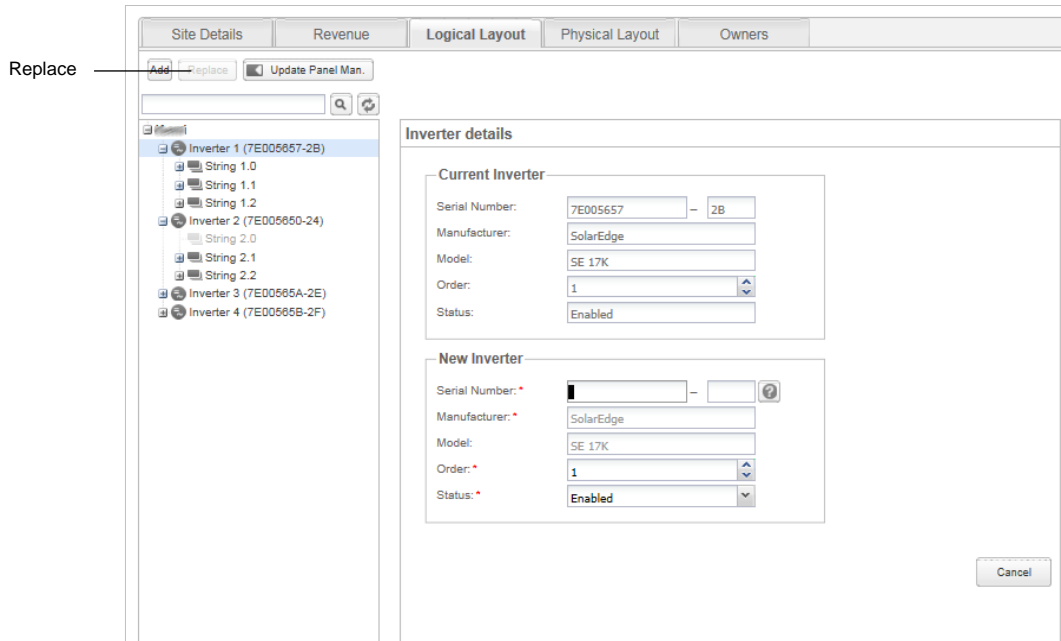 Site Details
Revenue
Logical Layout
Physical Layout
Owners
Replace
Add
Replace
Update Panel Man.
Inverter 1 (7E005657-2B)
String 1.0
String 1.1
String 1.2
Inverter 2 (7E005650-24)
String 2.0
String 2.1
String 2.2
Inverter 3 (7E00565A-2E)
Inverter 4 (7E00565B-2F)
Inverter details
Current Inverter
Serial Number: 7E005657 – 2B
Manufacturer: SolarEdge
Model: SE 17K
Order: 1
Status: Enabled
New Inverter
Serial Number:* – ?
Manufacturer:* SolarEdge
Model: SE 17K
Order:* 1
Status:* Enabled
Cancel